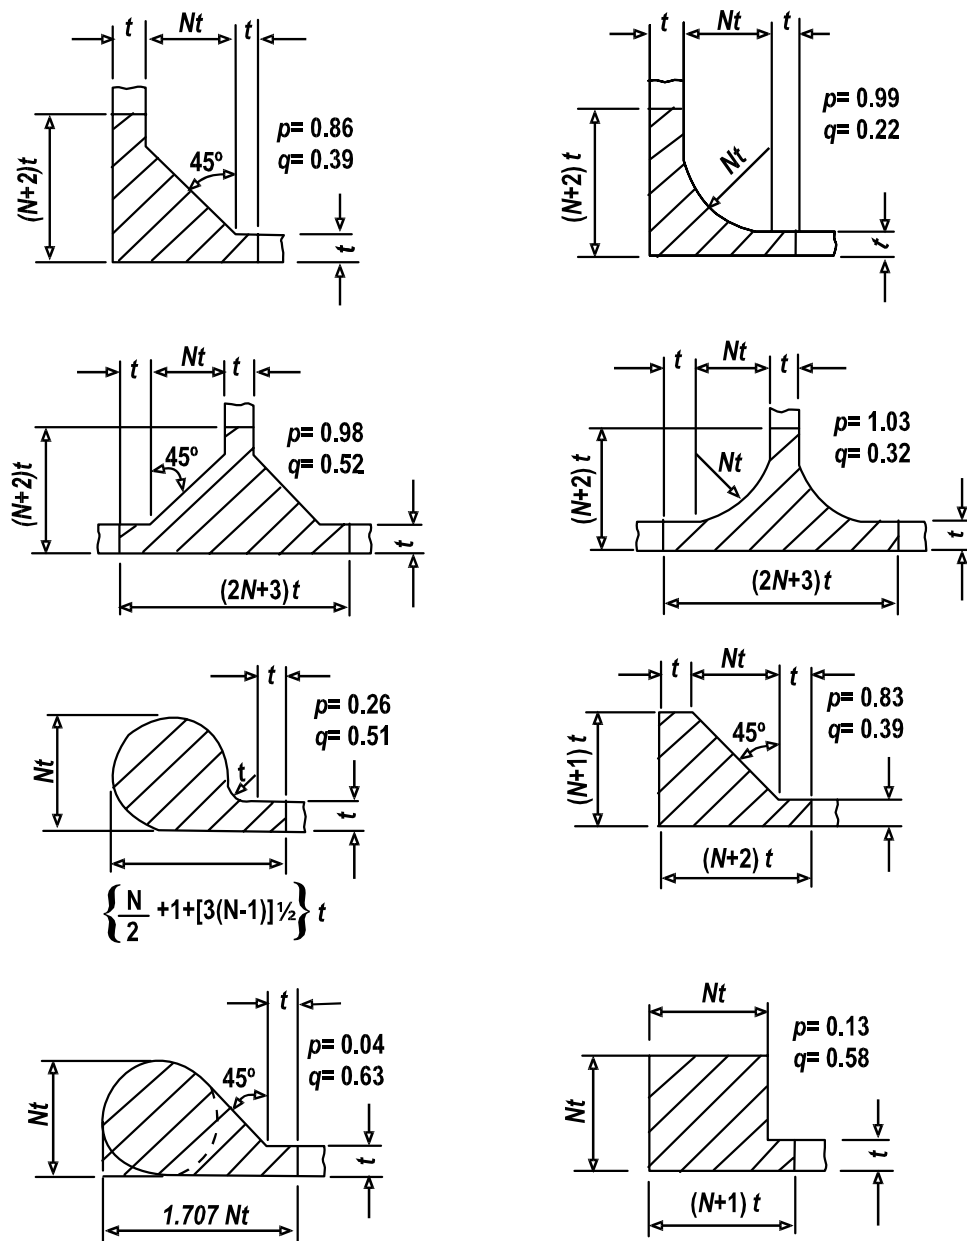 t Nt t
p= 0.86
q= 0.39
45º
(N+2)t
t
t Nt t
p= 0.99
q= 0.22
Nt
(N+2) t
t
t Nt t
p= 0.98
q= 0.52
45º
(N+2)t
t
(2N+3) t
t Nt t
p= 1.03
q= 0.32
Nt
(N+2) t
t
(2N+3) t
t
p= 0.26
q= 0.51
Nt
t
t
{N/2 +1+[3(N-1)] ½} t
t Nt t
p= 0.83
q= 0.39
45º
(N+1) t
t
(N+2) t
t
p= 0.04
q= 0.63
45º
Nt
t
1.707 Nt
Nt
p= 0.13
q= 0.58
Nt
t
(N+1) t